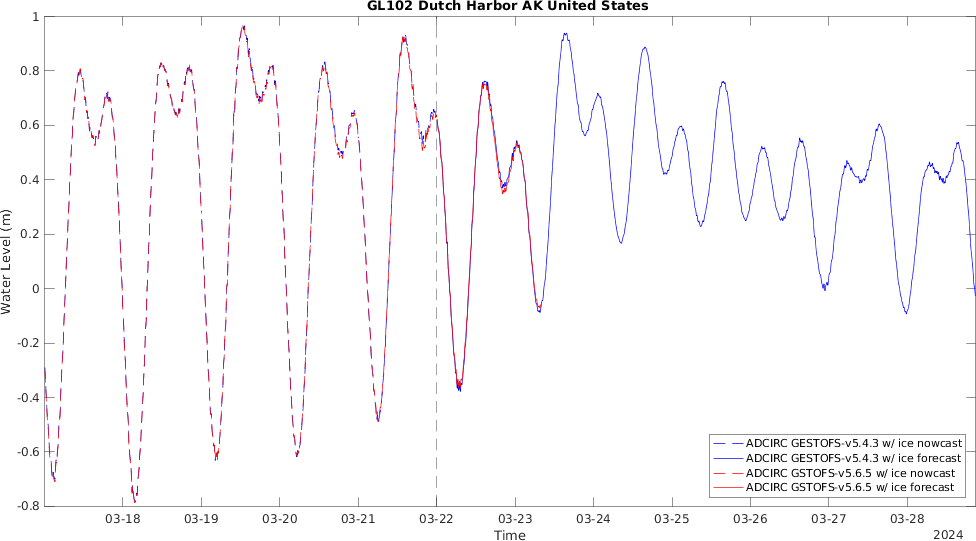 GL102 Dutch Harbor AK United States
1
0.8
0.6
0.4
0.2
0
-0.2
-0.4
-0.6
-0.8
Water Level (m)
ADCIRC GESTOFS-v5.4.3 w/ ice nowcast
ADCIRC GESTOFS-v5.4.3 w/ ice forecast
ADCIRC GSTOFS-v5.6.5 w/ ice nowcast
ADCIRC GSTOFS-v5.6.5 w/ ice forecast
03-18 03-19 03-20 03-21 03-22 03-23 03-24 03-25 03-26 03-27 03-28
Time
2024